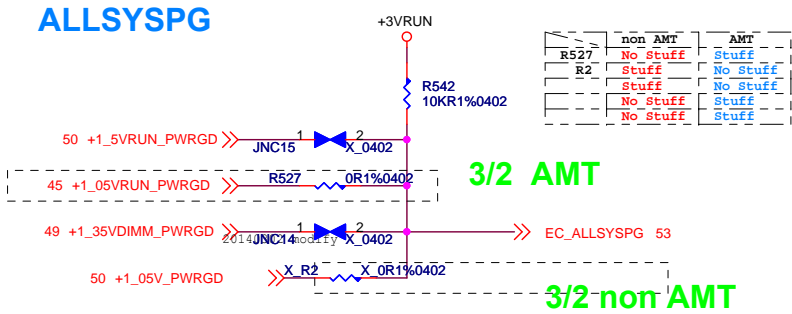 ALLSYSPG
+3VRUN
non AMT AMT
R527 No Stuff Stuff
R2 Stuff No Stuff
Stuff No Stuff
No Stuff Stuff
No Stuff Stuff
R542
10KR1%0402
50 +1_5VRUN_PWRGD 1 2
JNC15 X_0402
3/2 AMT
45 +1_05VRUN_PWRGD R527 0R1%0402
49 +1_35VDIMM_PWRGD 1 2
JNC14 X_0402
modify
EC_ALLSYSPG 53
50 +1_05V_PWRGD X_R2 X_0R1%0402
3/2 non AMT